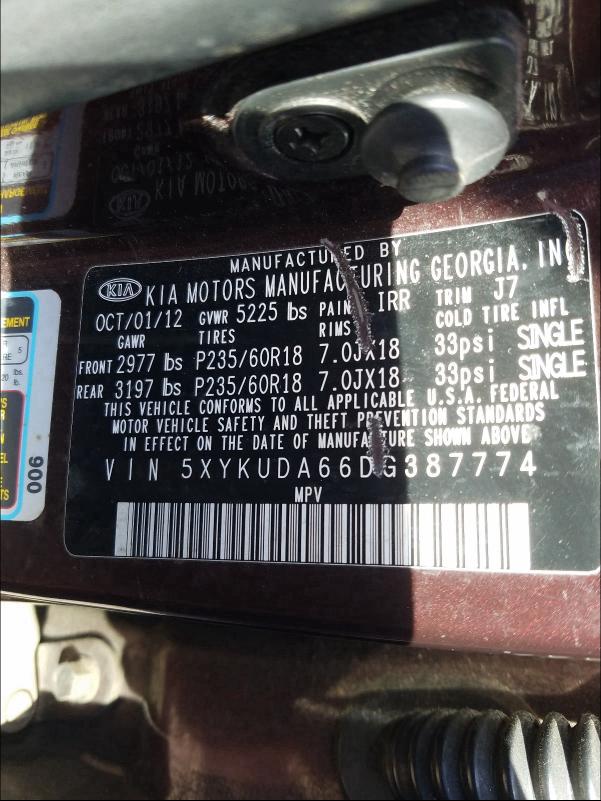 MANUFACTURED BY
KIA KIA MOTORS MANUFACTURING GEORGIA, INC
OCT/01/12 GVWR 5225 lbs PAINT IRR TRIM J7
GAWR TIRES RIMS COLD TIRE INFL
FRONT 2977 lbs P235/60R18 7.0JX18 33psi SINGLE
REAR 3197 lbs P235/60R18 7.0JX18 33psi SINGLE
THIS VEHICLE CONFORMS TO ALL APPLICABLE U.S.A. FEDERAL
MOTOR VEHICLE SAFETY AND THEFT PREVENTION STANDARDS
IN EFFECT ON THE DATE OF MANUFACTURE SHOWN ABOVE
VIN 5XYKUDA66DG387774
MPV
006